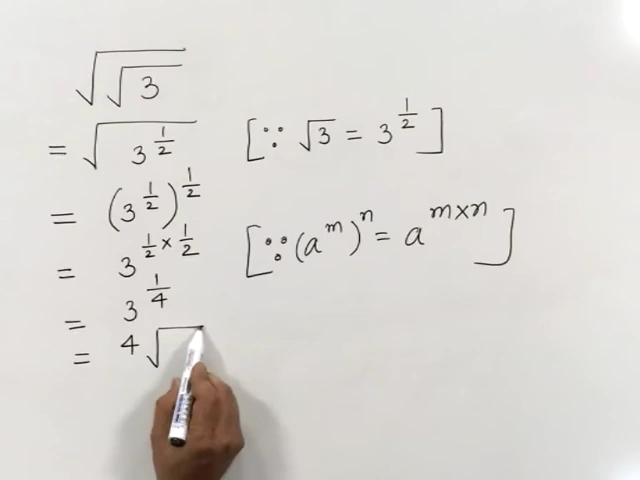 √√3
= √3^(1/2) [∵ √3 = 3^(1/2)]
= (3^(1/2))^(1/2)
= 3^(1/2 × 1/2) [∵ (a^m)^n = a^(m×n)]
= 3^(1/4)
= 4√